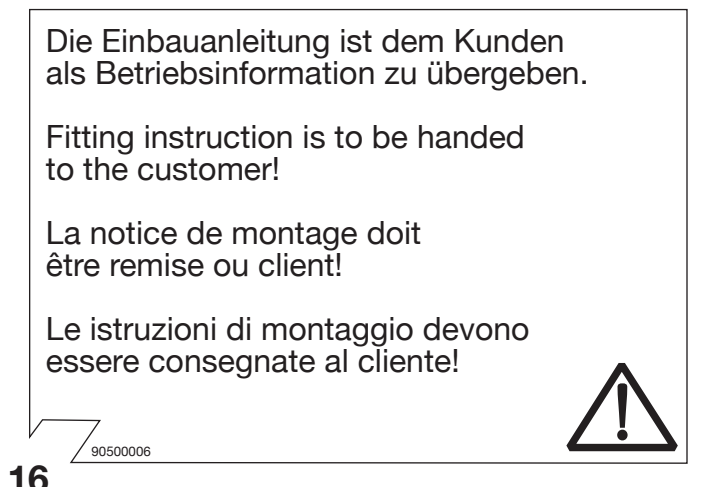 Die Einbauanleitung ist dem Kunden
als Betriebsinformation zu übergeben.
Fitting instruction is to be handed
to the customer!
La notice de montage doit
être remise ou client!
Le istruzioni di montaggio devono
essere consegnate al cliente!
90500006
16